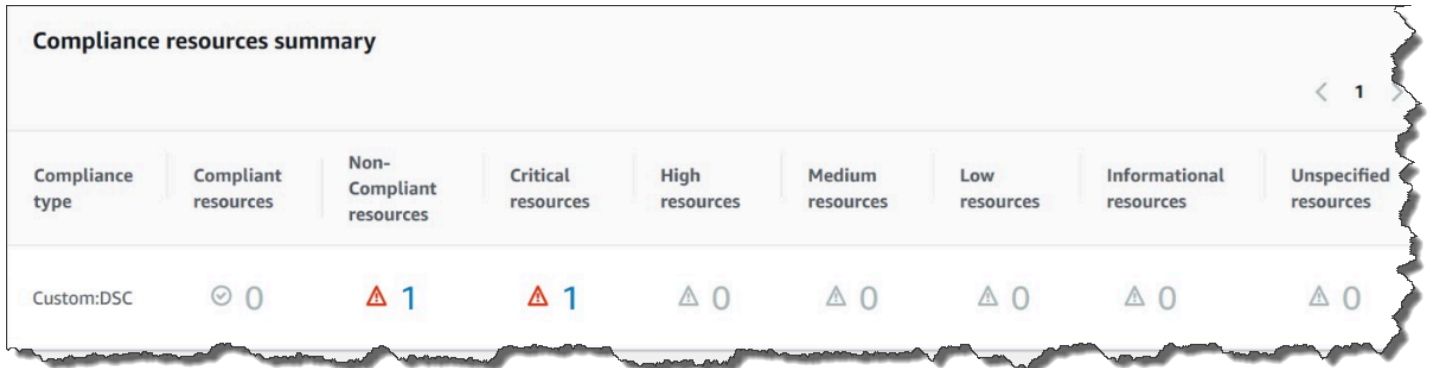 Compliance resources summary
1
Compliance type
Compliant resources
Non-Compliant resources
Critical resources
High resources
Medium resources
Low resources
Informational resources
Unspecified resources
Custom:DSC 0 1 1 0 0 0 0 0